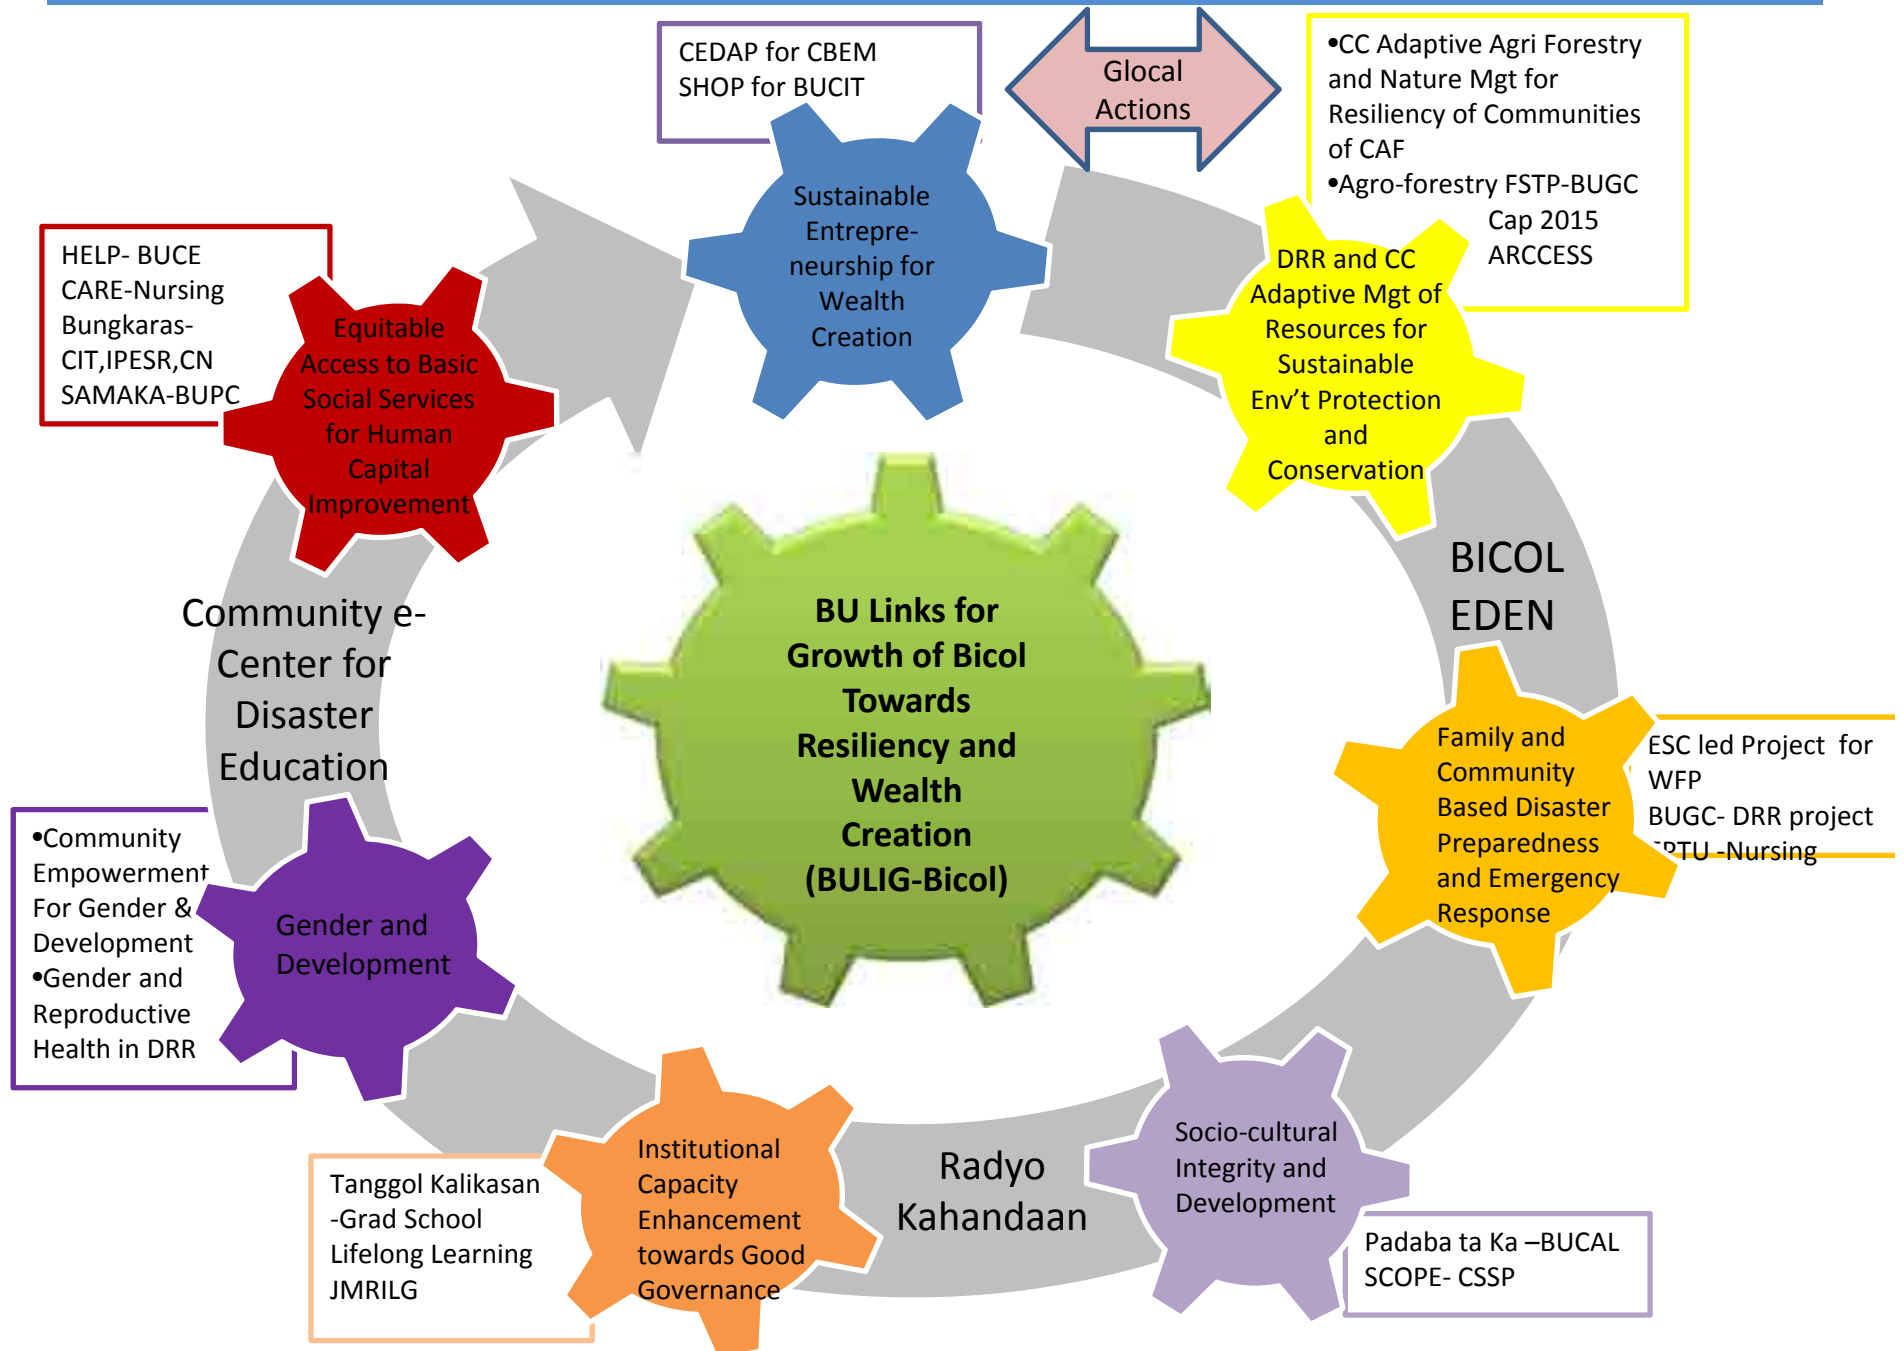 CEDAP for CBEM
SHOP for BUCIT
Glocal
Actions
•CC Adaptive Agri Forestry
and Nature Mgt for
Resiliency of Communities
of CAF
•Agro-forestry FSTP-BUGC
Cap 2015
ARCCESS
Sustainable
Entrepre-
neurship for
Wealth
Creation
DRR and CC
Adaptive Mgt of
Resources for
Sustainable
Env’t Protection
and
Conservation
HELP- BUCE
CARE-Nursing
Bungkaras-
CIT,IPESR,CN
SAMAKA-BUPC
Equitable
Access to Basic
Social Services
for Human
Capital
Improvement
BICOL
EDEN
BU Links for
Growth of Bicol
Towards
Resiliency and
Wealth
Creation
(BULIG-Bicol)
Community e-
Center for
Disaster
Education
Family and
Community
Based Disaster
Preparedness
and Emergency
Response
ESC led Project for
WFP
BUGC- DRR project
-Nursing
•Community
Empowerment
For Gender &
Development
•Gender and
Reproductive
Health in DRR
Gender and
Development
Socio-cultural
Integrity and
Development
Padaba ta Ka –BUCAL
SCOPE- CSSP
Radyo
Kahandaan
Institutional
Capacity
Enhancement
towards Good
Governance
Tanggol Kalikasan
-Grad School
Lifelong Learning
JMRILG